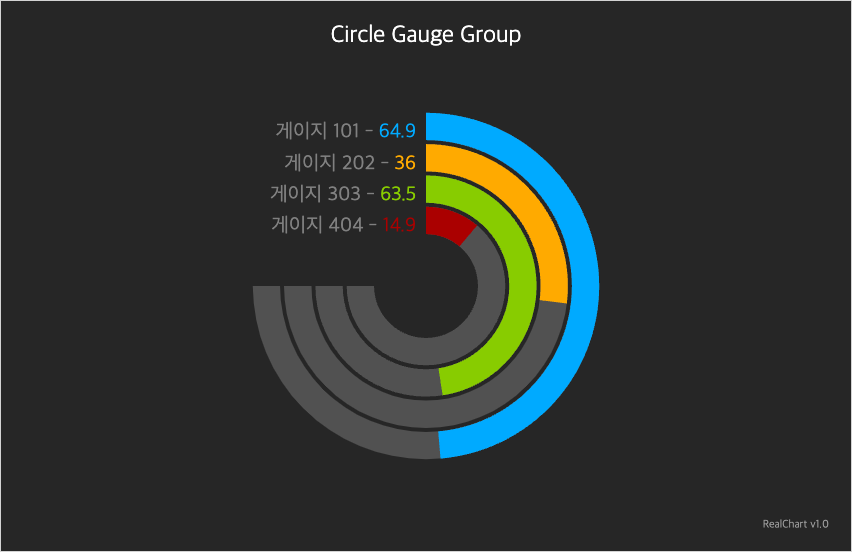 Circle Gauge Group
게이지 101 - 64.9
게이지 202 - 36
게이지 303 - 63.5
게이지 404 - 14.9
RealChart v1.0